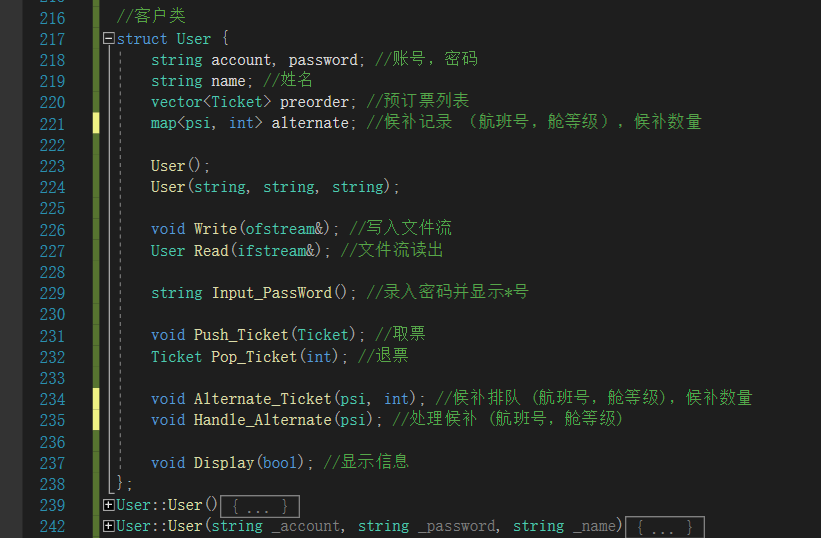 216 //客户类
217 struct User {
218 string account, password; //账号，密码
219 string name; //姓名
220 vector<Ticket> preorder; //预订票列表
221 map<psi, int> alternate; //候补记录 （航班号，舱等级），候补数量
222
223 User();
224 User(string, string, string);
225
226 void Write(ofstream&); //写入文件流
227 User Read(ifstream&); //文件流读出
228
229 string Input_PassWord(); //录入密码并显示*号
230
231 void Push_Ticket(Ticket); //取票
232 Ticket Pop_Ticket(int); //退票
233
234 void Alternate_Ticket(psi, int); //候补排队 (航班号，舱等级)，候补数量
235 void Handle_Alternate(psi); //处理候补 (航班号，舱等级)
236
237 void Display(bool); //显示信息
238 };
239 User::User() { ... }
242 User::User(string _account, string _password, string _name) { ... }